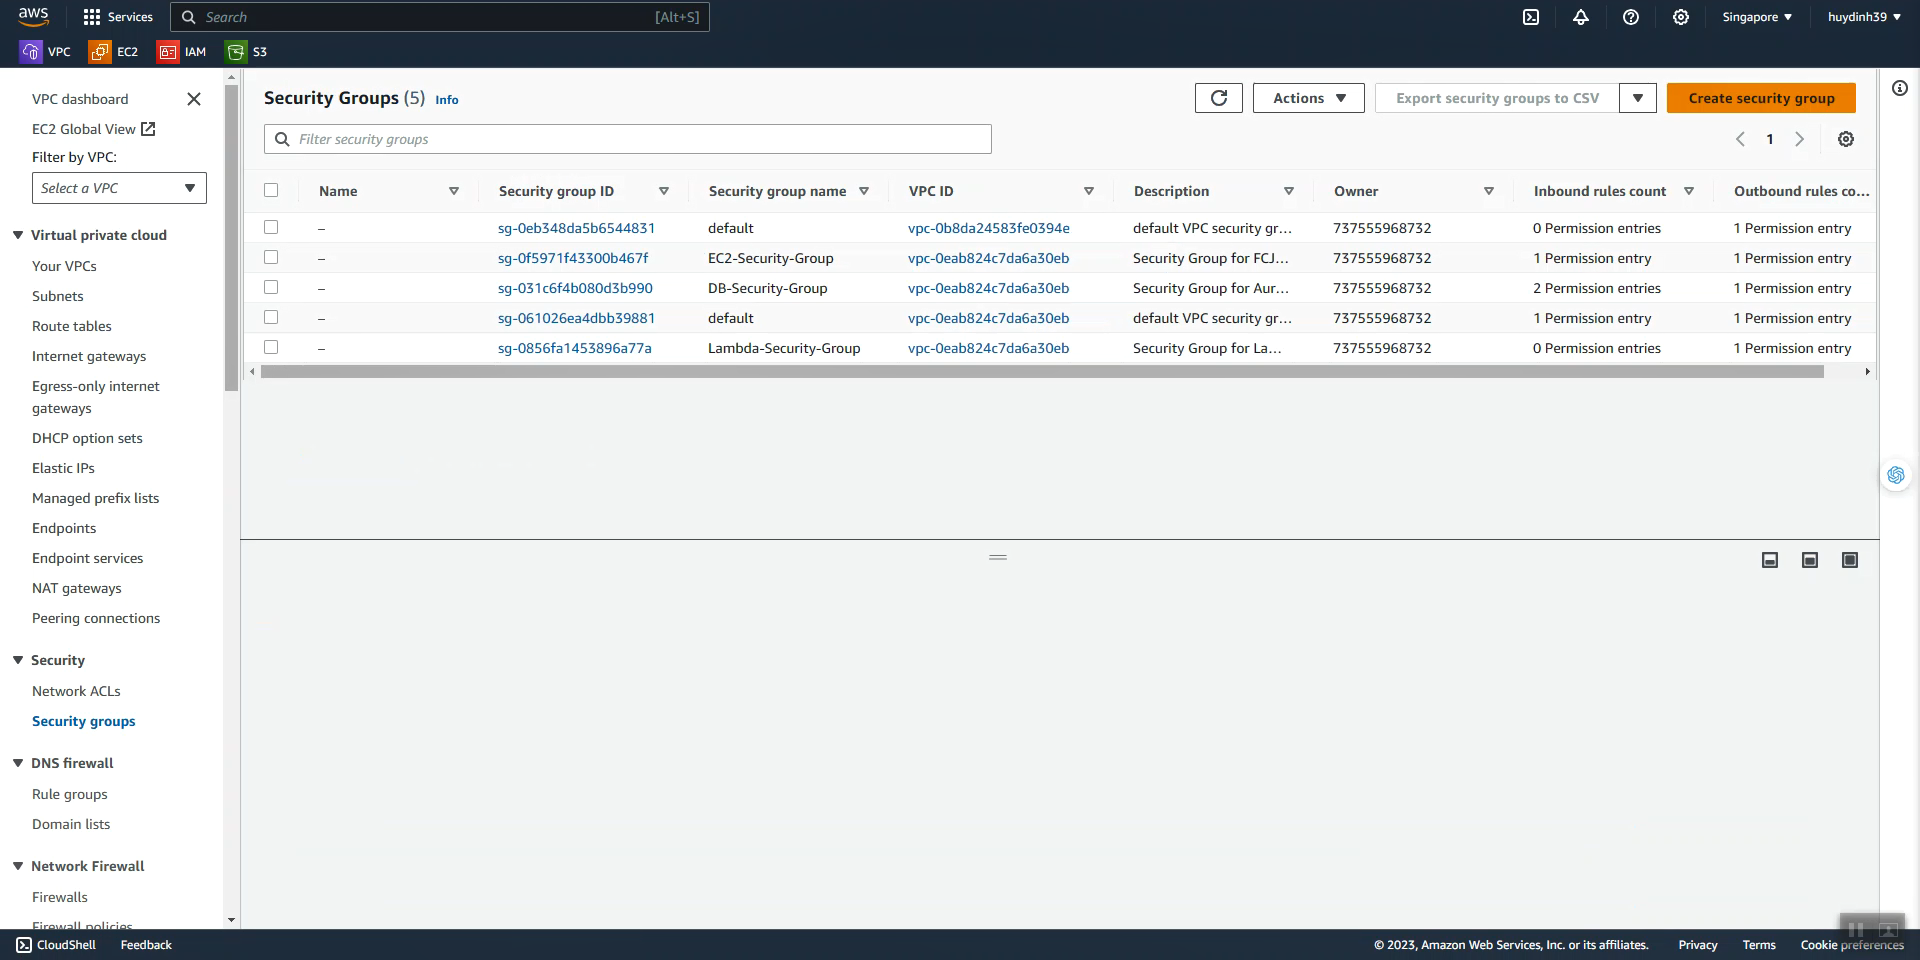 aws
Services
Search
[Alt+S]
Singapore
huydinh39
VPC
EC2
IAM
S3
VPC dashboard
EC2 Global View
Filter by VPC:
Select a VPC
Virtual private cloud
Your VPCs
Subnets
Route tables
Internet gateways
Egress-only internet
gateways
DHCP option sets
Elastic IPs
Managed prefix lists
Endpoints
Endpoint services
NAT gateways
Peering connections
Security
Network ACLs
Security groups
DNS firewall
Rule groups
Domain lists
Network Firewall
Firewalls
Firewall policies
Security Groups (5) Info
Actions
Export security groups to CSV
Create security group
Filter security groups
1
Name Security group ID Security group name VPC ID Description Owner Inbound rules count Outbound rules co...
– sg-0eb348da5b6544831 default vpc-0b8da24583fe0394e default VPC security gr... 737555968732 0 Permission entries 1 Permission entry
– sg-0f5971f43300b467f EC2-Security-Group vpc-0eab824c7da6a30eb Security Group for FCJ... 737555968732 1 Permission entry 1 Permission entry
– sg-031c6f4b080d3b990 DB-Security-Group vpc-0eab824c7da6a30eb Security Group for Aur... 737555968732 2 Permission entries 1 Permission entry
– sg-061026ea4dbb39881 default vpc-0eab824c7da6a30eb default VPC security gr... 737555968732 1 Permission entry 1 Permission entry
– sg-0856fa1453896a77a Lambda-Security-Group vpc-0eab824c7da6a30eb Security Group for La... 737555968732 0 Permission entries 1 Permission entry
CloudShell
Feedback
© 2023, Amazon Web Services, Inc. or its affiliates.
Privacy
Terms
Cookie preferences